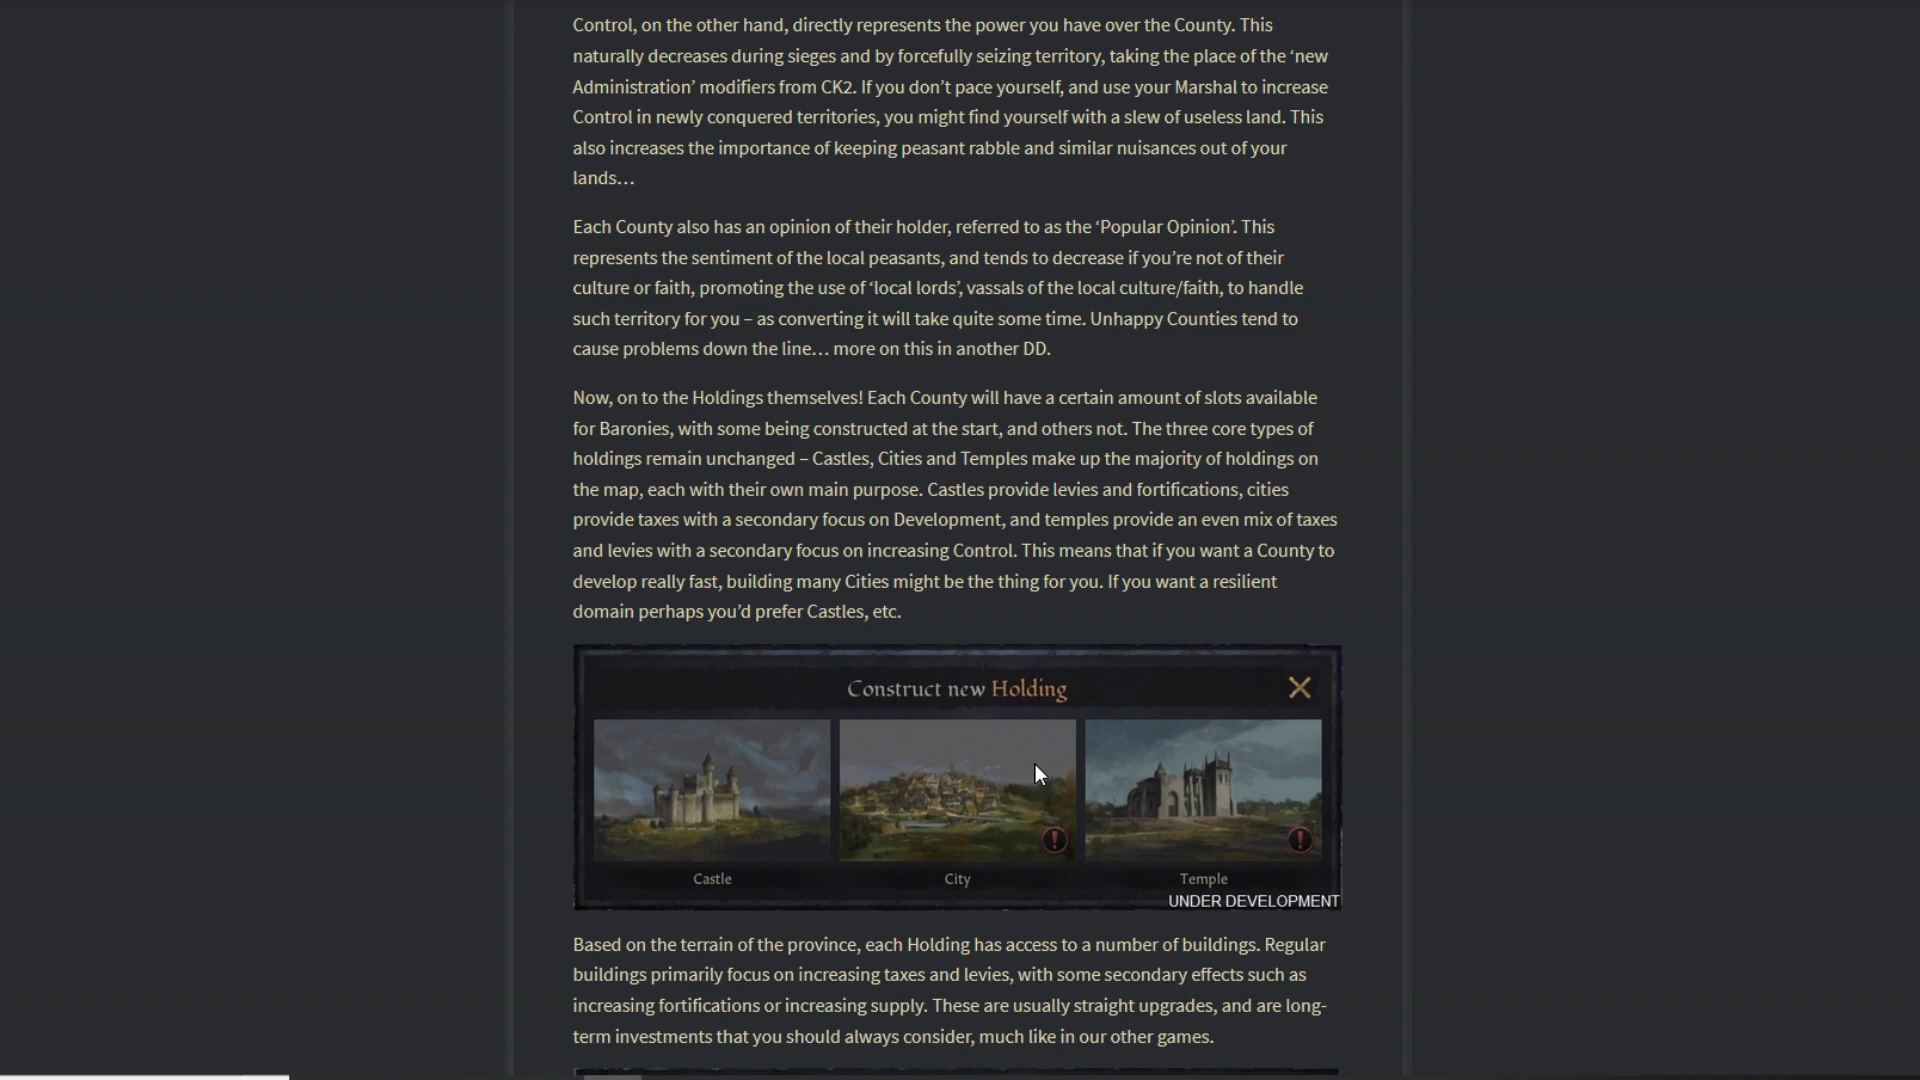 Control, on the other hand, directly represents the power you have over the County. This
naturally decreases during sieges and by forcefully seizing territory, taking the place of the ‘new
Administration’ modifiers from CK2. If you don’t pace yourself, and use your Marshal to increase
Control in newly conquered territories, you might find yourself with a slew of useless land. This
also increases the importance of keeping peasant rabble and similar nuisances out of your
lands…
Each County also has an opinion of their holder, referred to as the ‘Popular Opinion’. This
represents the sentiment of the local peasants, and tends to decrease if you’re not of their
culture or faith, promoting the use of ‘local lords’, vassals of the local culture/faith, to handle
such territory for you – as converting it will take quite some time. Unhappy Counties tend to
cause problems down the line… more on this in another DD.
Now, on to the Holdings themselves! Each County will have a certain amount of slots available
for Baronies, with some being constructed at the start, and others not. The three core types of
holdings remain unchanged – Castles, Cities and Temples make up the majority of holdings on
the map, each with their own main purpose. Castles provide levies and fortifications, cities
provide taxes with a secondary focus on Development, and temples provide an even mix of taxes
and levies with a secondary focus on increasing Control. This means that if you want a County to
develop really fast, building many Cities might be the thing for you. If you want a resilient
domain perhaps you’d prefer Castles, etc.
Construct new Holding
Castle
City
Temple
UNDER DEVELOPMENT
Based on the terrain of the province, each Holding has access to a number of buildings. Regular
buildings primarily focus on increasing taxes and levies, with some secondary effects such as
increasing fortifications or increasing supply. These are usually straight upgrades, and are long-
term investments that you should always consider, much like in our other games.